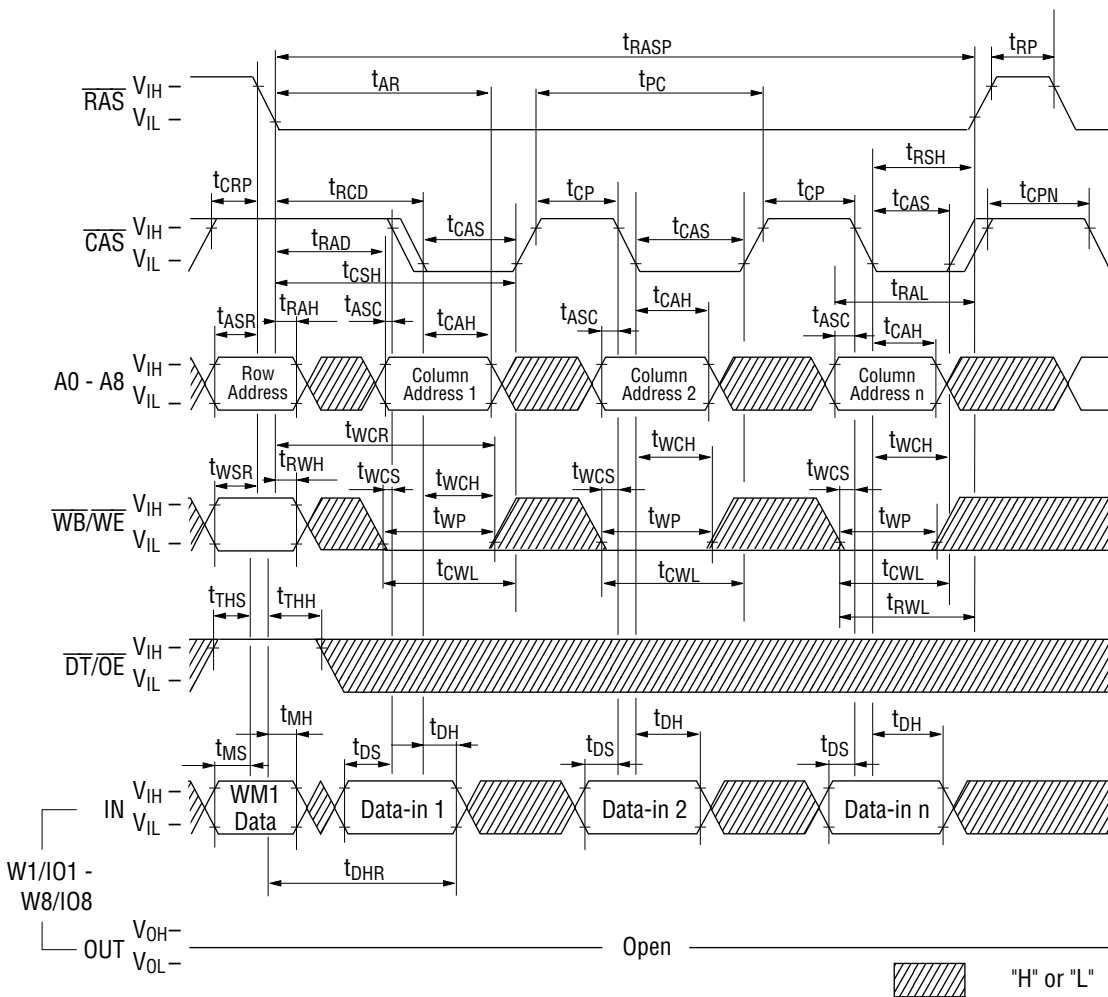 tRASP
tRP
tAR
tPC
RAS
VIH –
VIL –
tRSH
tCRP
tRCD
tCP
tCP
tCPN
tCAS
tCAS
tCAS
CAS
VIH –
VIL –
tRAD
tCSH
tRAL
tASR
tRAH
tASC
tCAH
tASC
tCAH
tASC
tCAH
A0 - A8
VIH –
VIL –
Row Address
Column Address 1
Column Address 2
Column Address n
tWCR
tWCH
tWCH
tWSR
tRWH
tWCS
tWCH
tWCS
tWCS
WB/WE
VIH –
VIL –
tWP
tWP
tWP
tCWL
tCWL
tCWL
tTHS
tTHH
tRWL
DT/OE
VIH –
VIL –
tMH
tDH
tDH
tDH
tMS
tDS
tDS
tDS
IN
VIH –
VIL –
WM1 Data
Data-in 1
Data-in 2
Data-in n
tDHR
W1/IO1 -
W8/IO8
OUT
VOH–
VOL –
Open
"H" or "L"